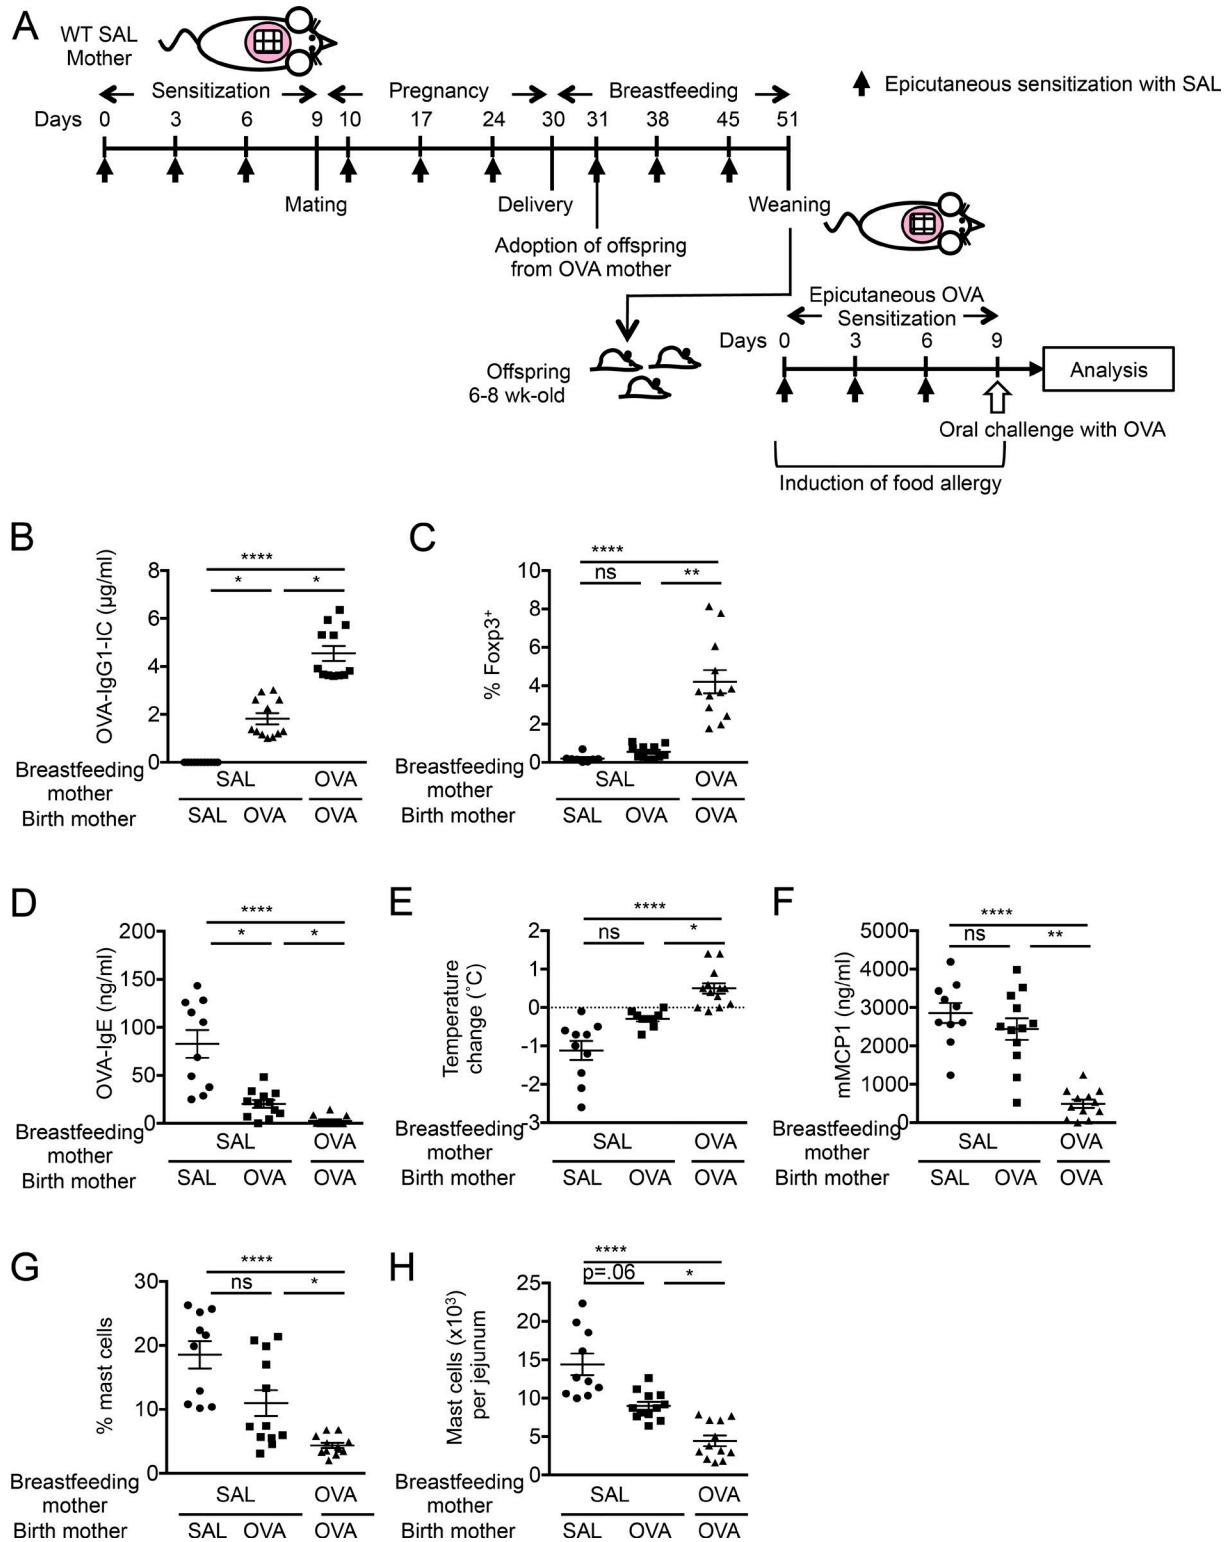 A
WT SAL
Mother
Sensitization
Pregnancy
Breastfeeding
Epicutaneous sensitization with SAL
Days 0 3 6 9 10 17 24 30 31 38 45 51
Mating
Delivery
Weaning
Adoption of offspring
from OVA mother
Epicutaneous OVA
Sensitization
Days 0 3 6 9
Offspring
6-8 wk-old
Analysis
Oral challenge with OVA
Induction of food allergy
B
OVA-IgG1-IC (µg/ml)
8
6
4
2
0
****
* *
Breastfeeding
mother
SAL OVA
Birth mother
SAL OVA OVA
C
% Foxp3+
10
8
6
4
2
0
****
ns **
Breastfeeding
mother
SAL OVA
Birth mother
SAL OVA OVA
D
OVA-IgE (ng/ml)
200
150
100
50
0
****
* *
Breastfeeding
mother
SAL OVA
Birth mother
SAL OVA OVA
E
Temperature
change (˚C)
2
1
0
-1
-2
-3
****
ns *
Breastfeeding
mother
SAL OVA
Birth mother
SAL OVA OVA
F
mMCP1 (ng/ml)
5000
4000
3000
2000
1000
0
****
ns **
Breastfeeding
mother
SAL OVA
Birth mother
SAL OVA OVA
G
% mast cells
30
20
10
0
****
ns *
Breastfeeding
mother
SAL OVA
Birth mother
SAL OVA OVA
H
Mast cells (x10³)
per jejunum
25
20
15
10
5
0
****
p=.06 *
Breastfeeding
mother
SAL OVA
Birth mother
SAL OVA OVA